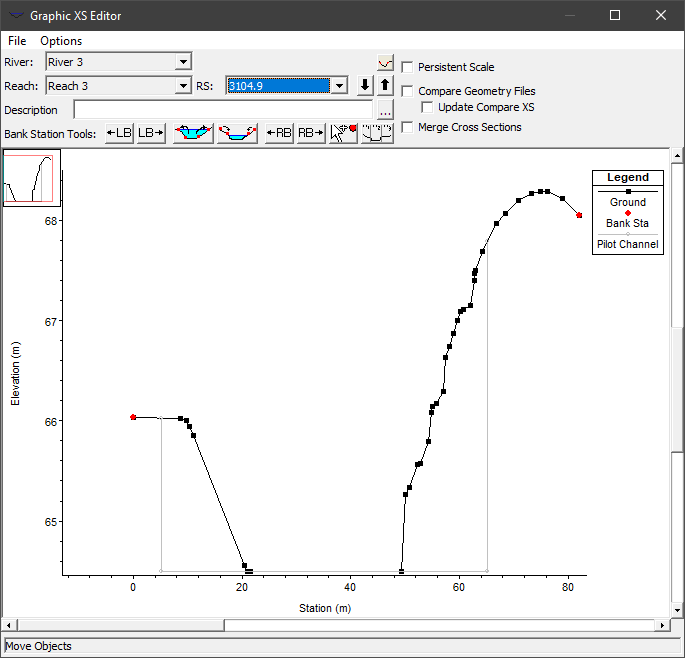 Graphic XS Editor
File Options
River: River 3
Persistent Scale
Reach: Reach 3 RS: 3104.9
Compare Geometry Files
Description ...
Update Compare XS
Bank Station Tools: ←LB LB→ ←RB RB→
Merge Cross Sections
Legend
Ground
Bank Sta
Pilot Channel
68
67
66
65
Elevation (m)
0 20 40 60 80
Station (m)
Move Objects